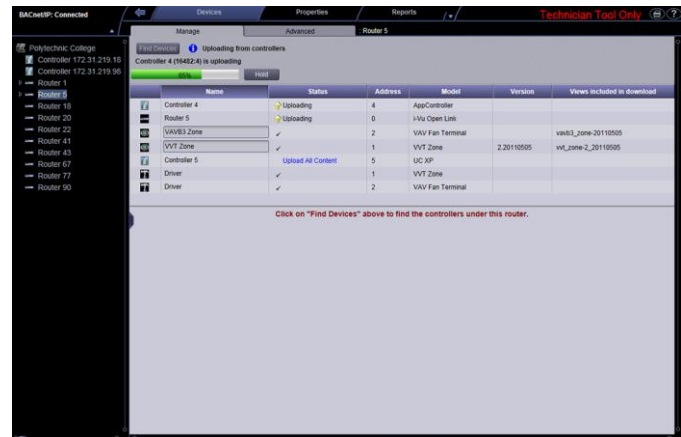 BACnet/IP: Connected
Devices
Properties
Reports
Technician Tool Only
Manage
Advanced
: Router 5
Polytechnic College
Controller 172.31.219.18
Controller 172.31.219.98
Router 1
Router 5
Router 18
Router 20
Router 22
Router 41
Router 43
Router 67
Router 77
Router 90
Find Devices Uploading from controllers
Controller 4 (16482:4) is uploading
65% Hold
Name Status Address Model Version Views included in download
Controller 4 Uploading 4 AppController
Router 5 Uploading 0 i-Vu Open Link
VAVB3 Zone ✓ 2 VAV Fan Terminal vavb3_zone-20110505
VVT Zone ✓ 1 VVT Zone 2.20110505 vvt_zone-2_20110505
Controller 5 Upload All Content 5 UC XP
Driver ✓ 1 VVT Zone
Driver ✓ 2 VAV Fan Terminal
Click on "Find Devices" above to find the controllers under this router.